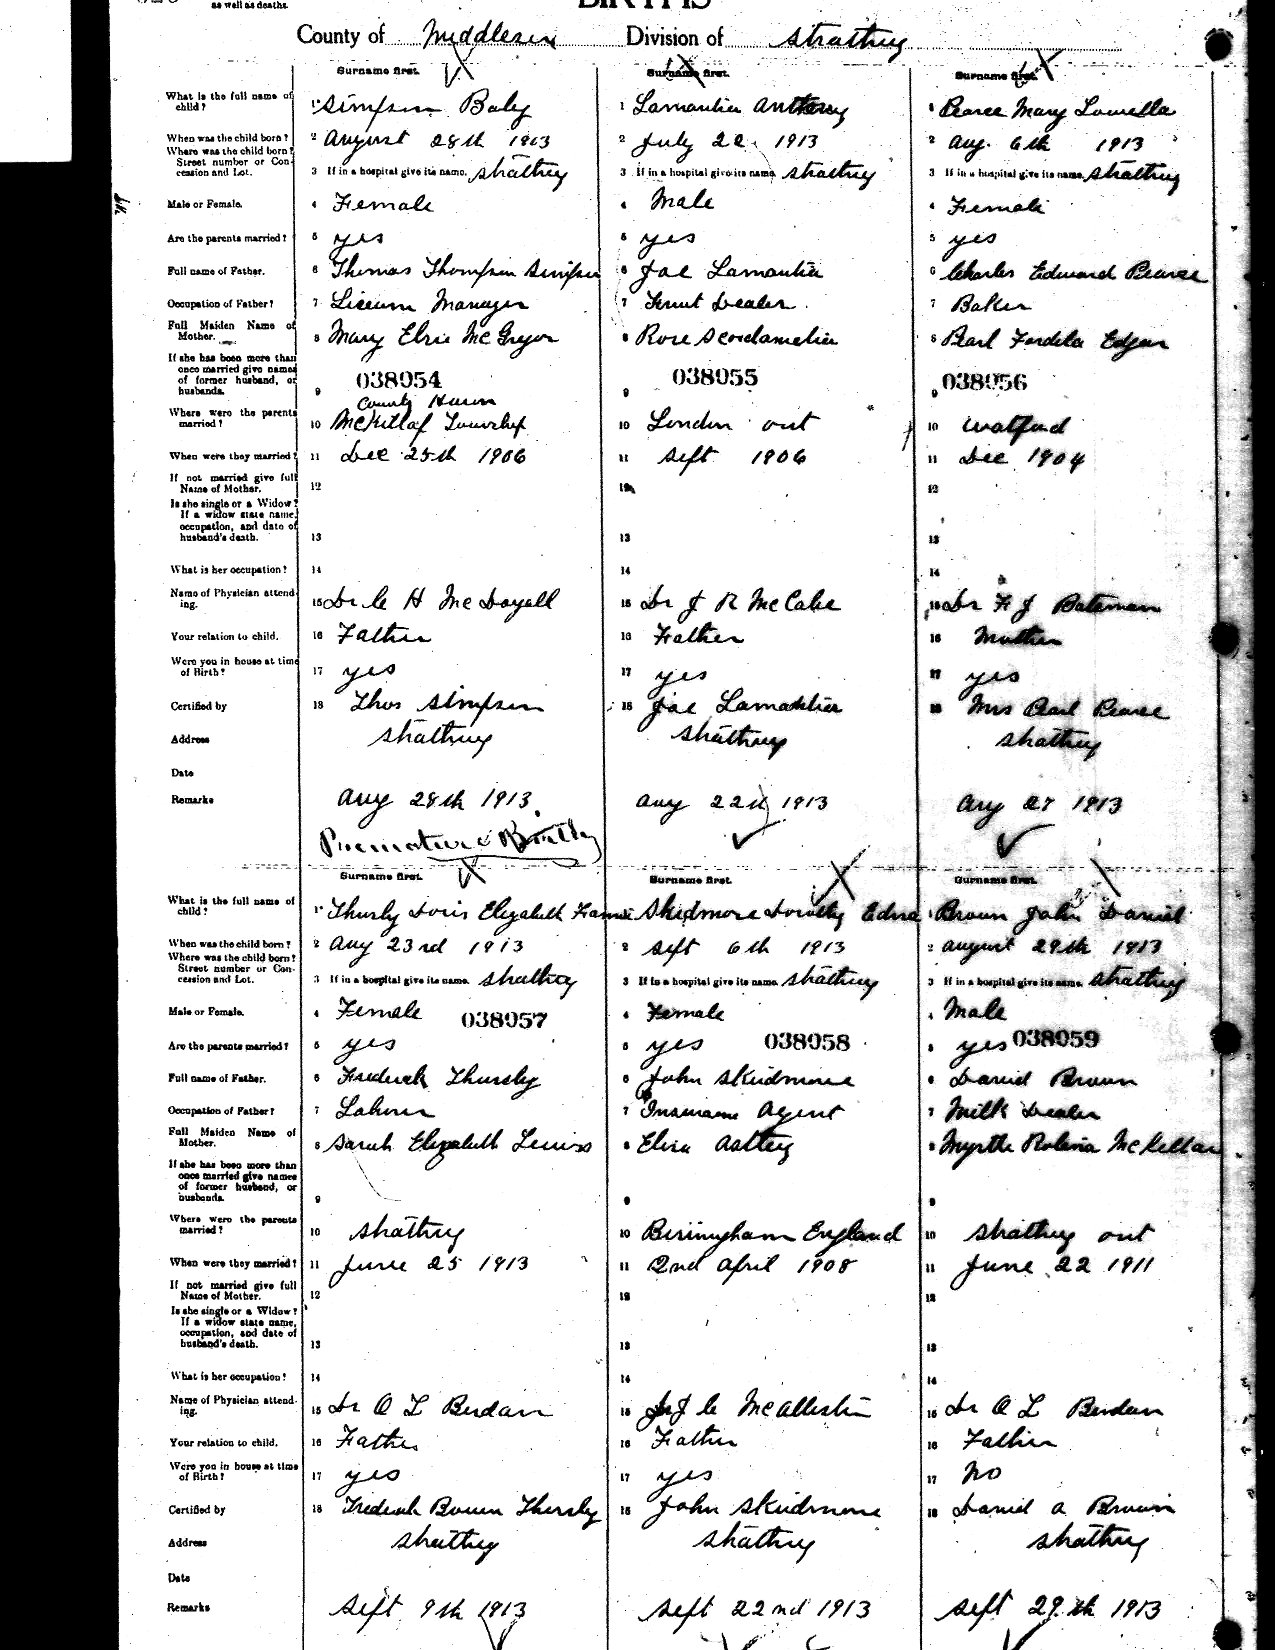 as well as deaths.
BIRTHS
County of Middlesex Division of Strathroy
Surname first. Surname first. Surname first.
What is the full name of child? 1 Simpson Baby 1 Lamantia Anthony 1 Pearce Mary Louella
When was the child born? 2 August 28th 1913 2 July 22 1913 2 Aug. 6th 1913
Where was the child born? Street number or Concession and Lot. 3 If in a hospital give its name. Strathroy 3 If in a hospital give its name. Strathroy 3 If in a hospital give its name. Strathroy
Male or Female. 4 Female 4 Male 4 Female
Are the parents married? 5 yes 5 yes 5 yes
Full name of Father. 6 Thomas Thompson Simpson 6 Joe Lamantia 6 Charles Edward Pearce
Occupation of Father? 7 Liceum Manager 7 Fruit Dealer 7 Baker
Full Maiden Name of Mother. 8 Mary Elsie McGregor 8 Rose 8 Pearl Edgar
If she has been more than once married give names of former husband, or husbands. 9 038054 9 038055 9 038056
County Huron
Where were the parents married? 10 McKillop Township 10 London ont 10 Watford
When were they married? 11 Dec 25th 1906 11 Sept 1906 11 Dec 1904
If not married give full Name of Mother. 12 12 12
Is she single or a Widow? If a widow state name, occupation, and date of husband's death. 13 13 13
What is her occupation? 14 14 14
Name of Physician attending. 15 Dr C H McDougall 15 Dr J R McCabe 15 Dr F J Bateman
Your relation to child. 16 Father 16 Father 16 Mother
Were you in house at time of Birth? 17 yes 17 yes 17 yes
Certified by 18 Thos Simpson 18 Joe Lamantia 18 Mrs Pearl Pearce
Address Strathroy Strathroy Strathroy
Date
Remarks Aug 28th 1913 Aug 22nd 1913 Aug 27 1913
Premature Birth
Surname first. Surname first. Surname first.
What is the full name of child? 1 Thursby Doris Elizabeth 1 Skidmore Dorothy Edna 1 Brown John Daniel
When was the child born? 2 Aug 23rd 1913 2 Sept 6th 1913 2 August 29th 1913
Where was the child born? Street number or Concession and Lot. 3 If in a hospital give its name. Strathroy 3 If in a hospital give its name. Strathroy 3 If in a hospital give its name. Strathroy
Male or Female. 4 Female 038057 4 Female 4 Male
Are the parents married? 5 yes 5 yes 038058 5 yes 038059
Full name of Father. 6 Frederick Thursby 6 John Skidmore 6 Daniel Brown
Occupation of Father? 7 Laborer 7 Insurance Agent 7 Milk Dealer
Full Maiden Name of Mother. 8 Sarah Elizabeth Lewis 8 Eliza Astley 8 Myrtle McKellar
If she has been more than once married give names of former husband, or husbands. 9 9 9
Where were the parents married? 10 Strathroy 10 Birmingham England 10 Strathroy ont
When were they married? 11 June 25 1913 11 2nd April 1908 11 June 22 1911
If not married give full Name of Mother. 12 12 12
Is she single or a Widow? If a widow state name, occupation, and date of husband's death. 13 13 13
What is her occupation? 14 14 14
Name of Physician attending. 15 Dr A L Berdan 15 Dr J C McAllister 15 Dr A L Berdan
Your relation to child. 16 Father 16 Father 16 Father
Were you in house at time of Birth? 17 yes 17 yes 17 No
Certified by 18 Frederick Bowen Thursby 18 John Skidmore 18 Daniel A Brown
Address Strathroy Strathroy Strathroy
Date
Remarks Sept 9th 1913 Sept 22nd 1913 Sept 29th 1913